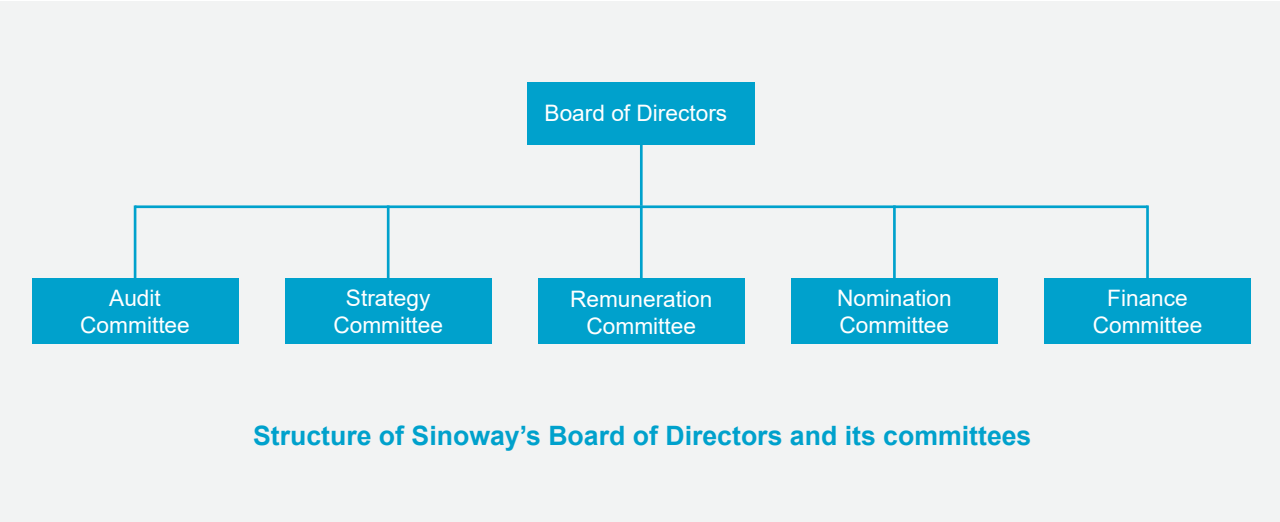 Board of Directors
Audit
Committee
Strategy
Committee
Remuneration
Committee
Nomination
Committee
Finance
Committee
Structure of Sinoway’s Board of Directors and its committees